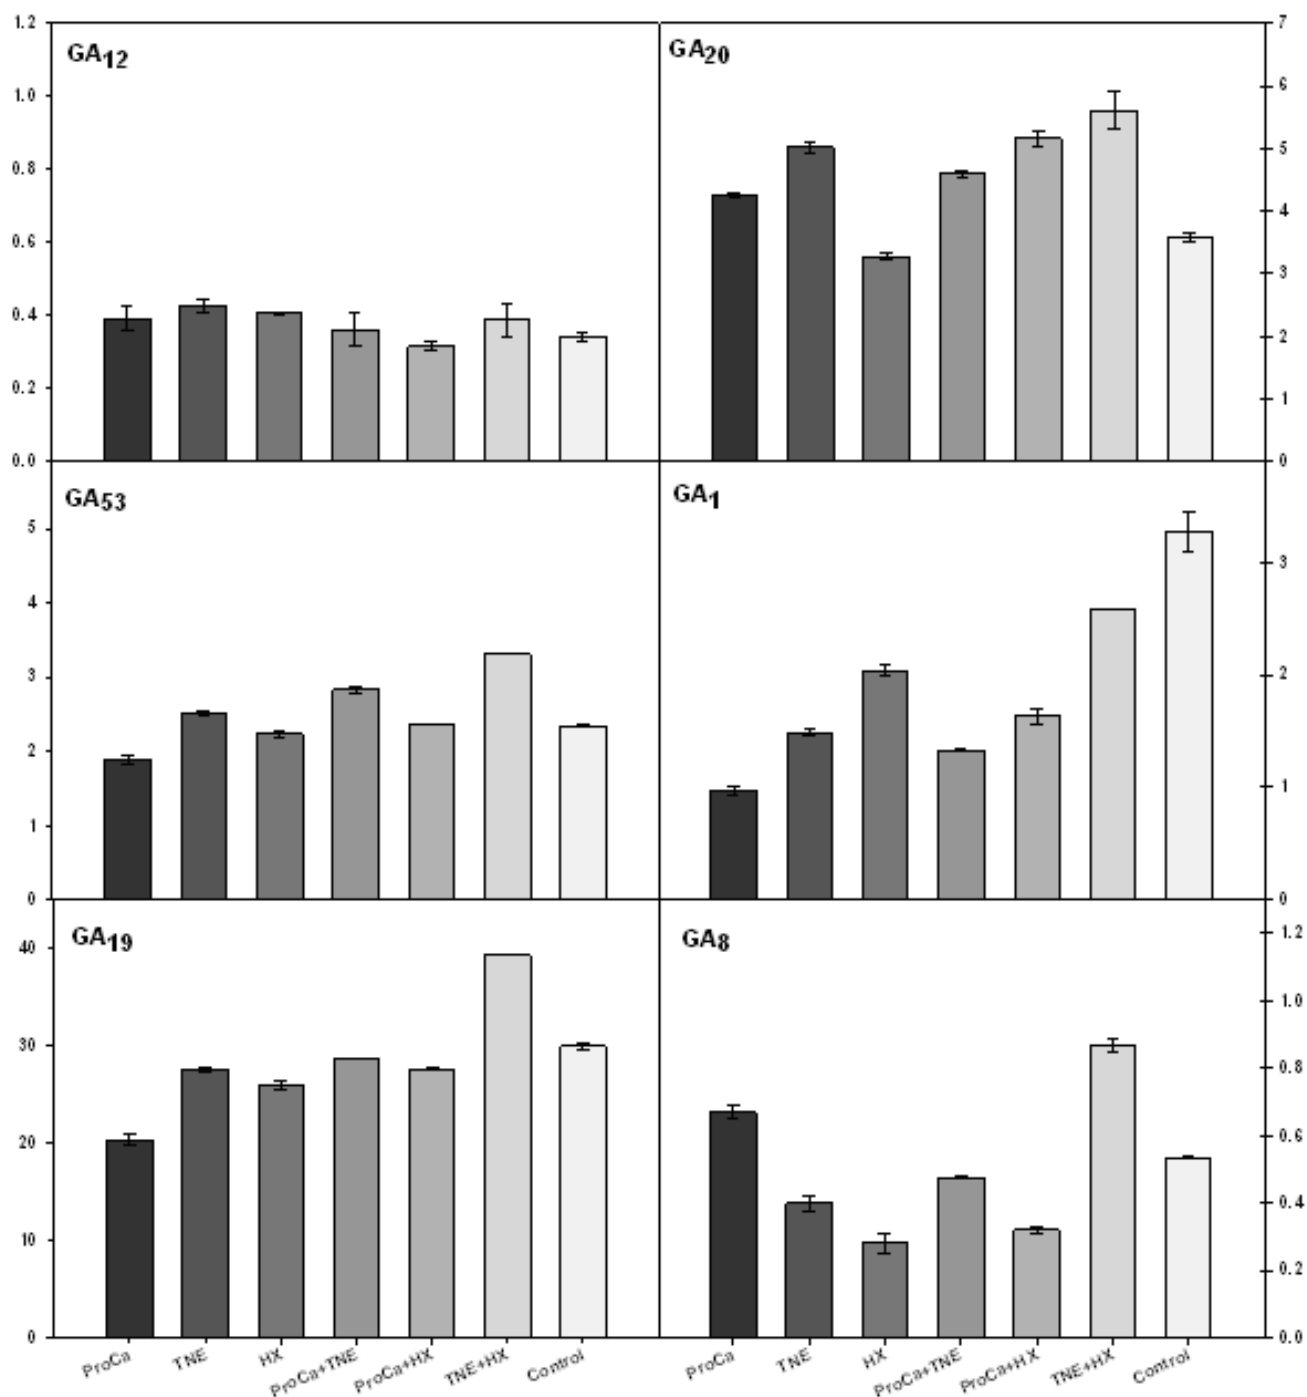 GA12
1.2
1.0
0.8
0.6
0.4
0.2
0.0
GA20
7
6
5
4
3
2
1
0
GA53
5
4
3
2
1
0
GA1
3
2
1
0
GA19
40
30
20
10
0
GA8
1.2
1.0
0.8
0.6
0.4
0.2
0.0
ProCa
TNE
HX
ProCa+TNE
ProCa+HX
TNE+HX
Control
ProCa
TNE
HX
ProCa+TNE
ProCa+HX
TNE+HX
Control